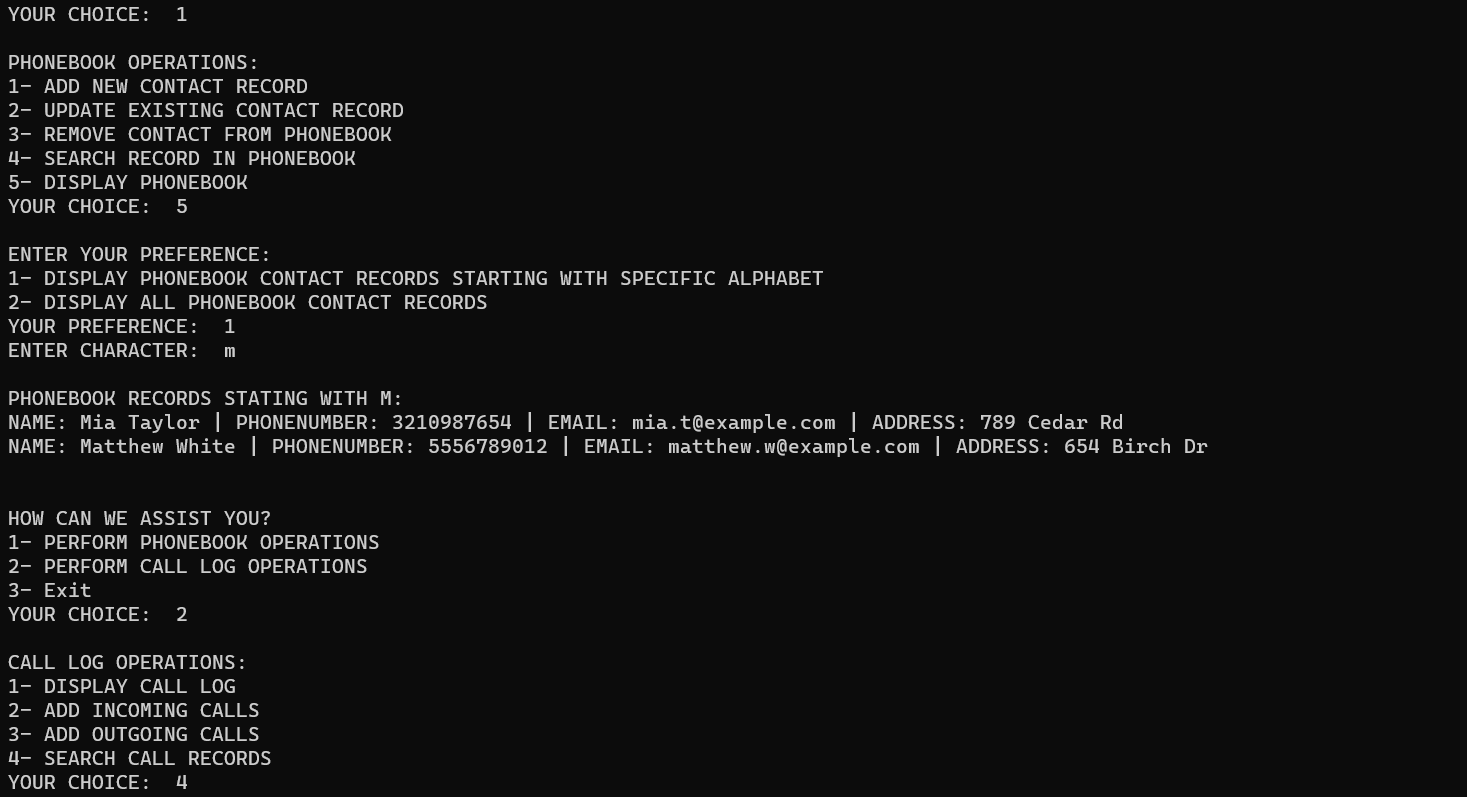 YOUR CHOICE:  1
PHONEBOOK OPERATIONS:
1- ADD NEW CONTACT RECORD
2- UPDATE EXISTING CONTACT RECORD
3- REMOVE CONTACT FROM PHONEBOOK
4- SEARCH RECORD IN PHONEBOOK
5- DISPLAY PHONEBOOK
YOUR CHOICE:  5
ENTER YOUR PREFERENCE:
1- DISPLAY PHONEBOOK CONTACT RECORDS STARTING WITH SPECIFIC ALPHABET
2- DISPLAY ALL PHONEBOOK CONTACT RECORDS
YOUR PREFERENCE:  1
ENTER CHARACTER:  m
PHONEBOOK RECORDS STATING WITH M:
NAME: Mia Taylor | PHONENUMBER: 3210987654 | EMAIL: mia.t@example.com | ADDRESS: 789 Cedar Rd
NAME: Matthew White | PHONENUMBER: 5556789012 | EMAIL: matthew.w@example.com | ADDRESS: 654 Birch Dr
HOW CAN WE ASSIST YOU?
1- PERFORM PHONEBOOK OPERATIONS
2- PERFORM CALL LOG OPERATIONS
3- Exit
YOUR CHOICE:  2
CALL LOG OPERATIONS:
1- DISPLAY CALL LOG
2- ADD INCOMING CALLS
3- ADD OUTGOING CALLS
4- SEARCH CALL RECORDS
YOUR CHOICE:  4